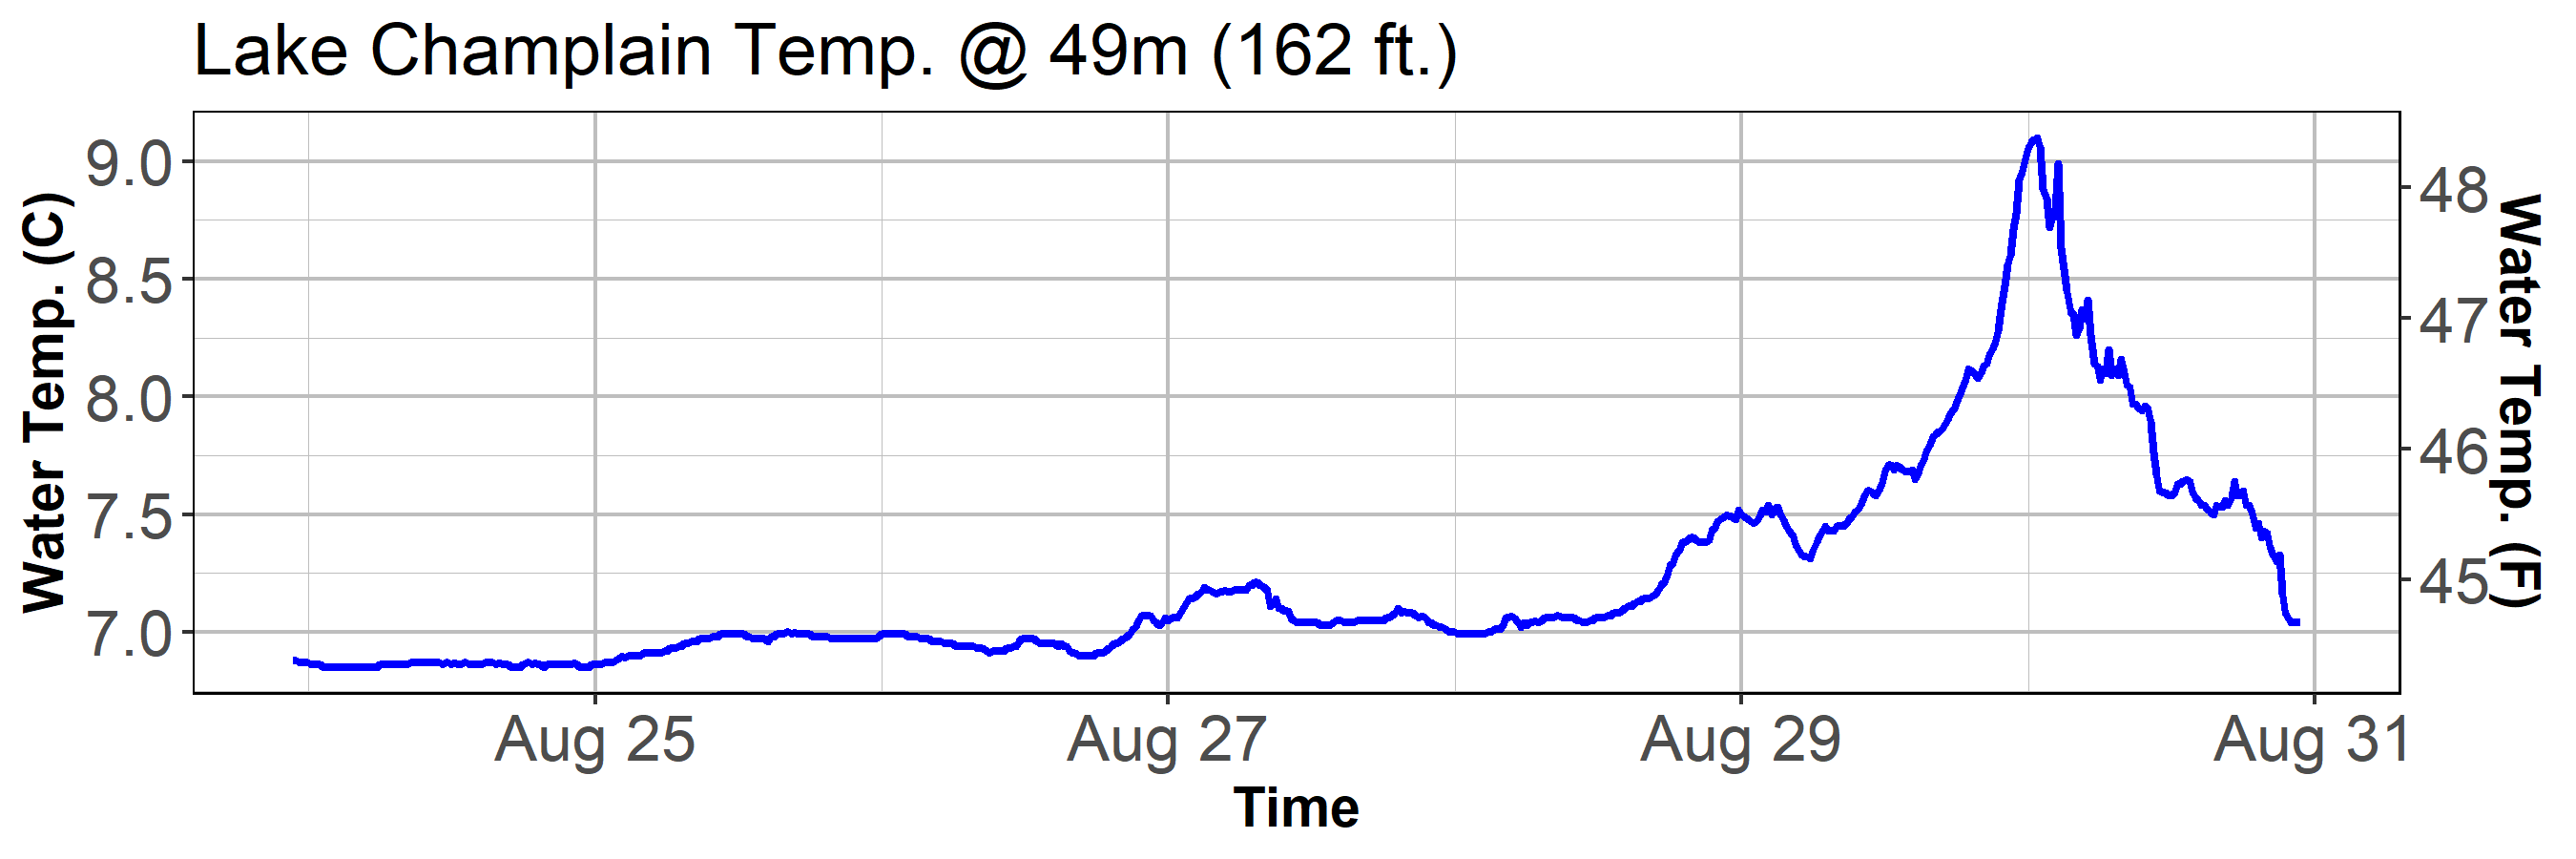 Lake Champlain Temp. @ 49m (162 ft.)
Water Temp. (C)
9.0
8.5
8.0
7.5
7.0
48
47
46
45
Water Temp. (F)
Aug 25
Aug 27
Aug 29
Aug 31
Time